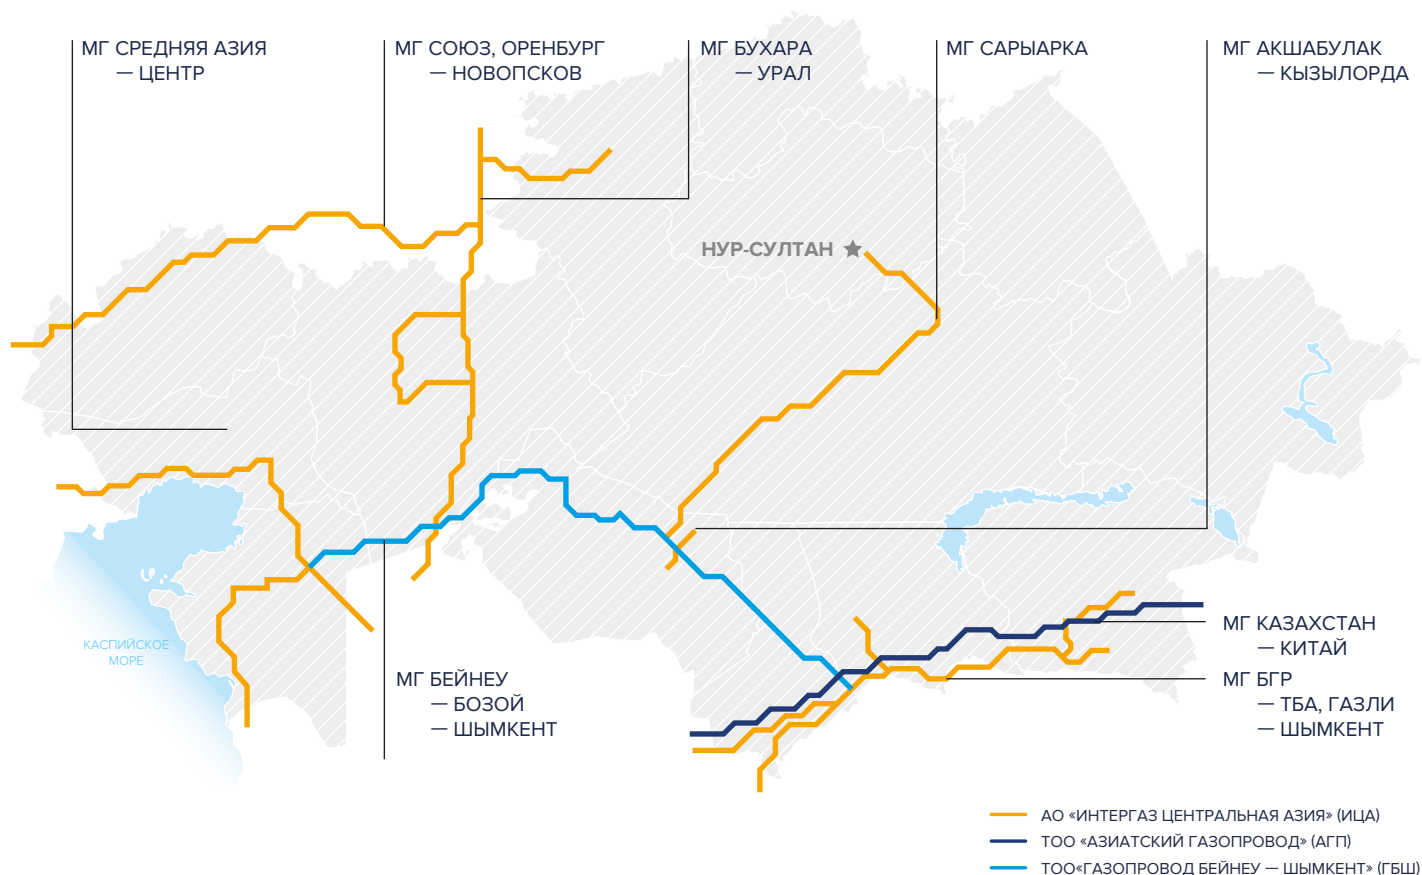 МГ СРЕДНЯЯ АЗИЯ
— ЦЕНТР
МГ СОЮЗ, ОРЕНБУРГ
— НОВОПСКОВ
МГ БУХАРА
— УРАЛ
МГ САРЫАРКА
МГ АКШАБУЛАК
— КЫЗЫЛОРДА
НУР-СУЛТАН
КАСПИЙСКОЕ
МОРЕ
МГ БЕЙНЕУ
— БОЗОЙ
— ШЫМКЕНТ
МГ КАЗАХСТАН
— КИТАЙ
МГ БГР
— ТБА, ГАЗЛИ
— ШЫМКЕНТ
АО «ИНТЕРГАЗ ЦЕНТРАЛЬНАЯ АЗИЯ» (ИЦА)
ТОО «АЗИАТСКИЙ ГАЗОПРОВОД» (АГП)
ТОО«ГАЗОПРОВОД БЕЙНЕУ — ШЫМКЕНТ» (ГБШ)